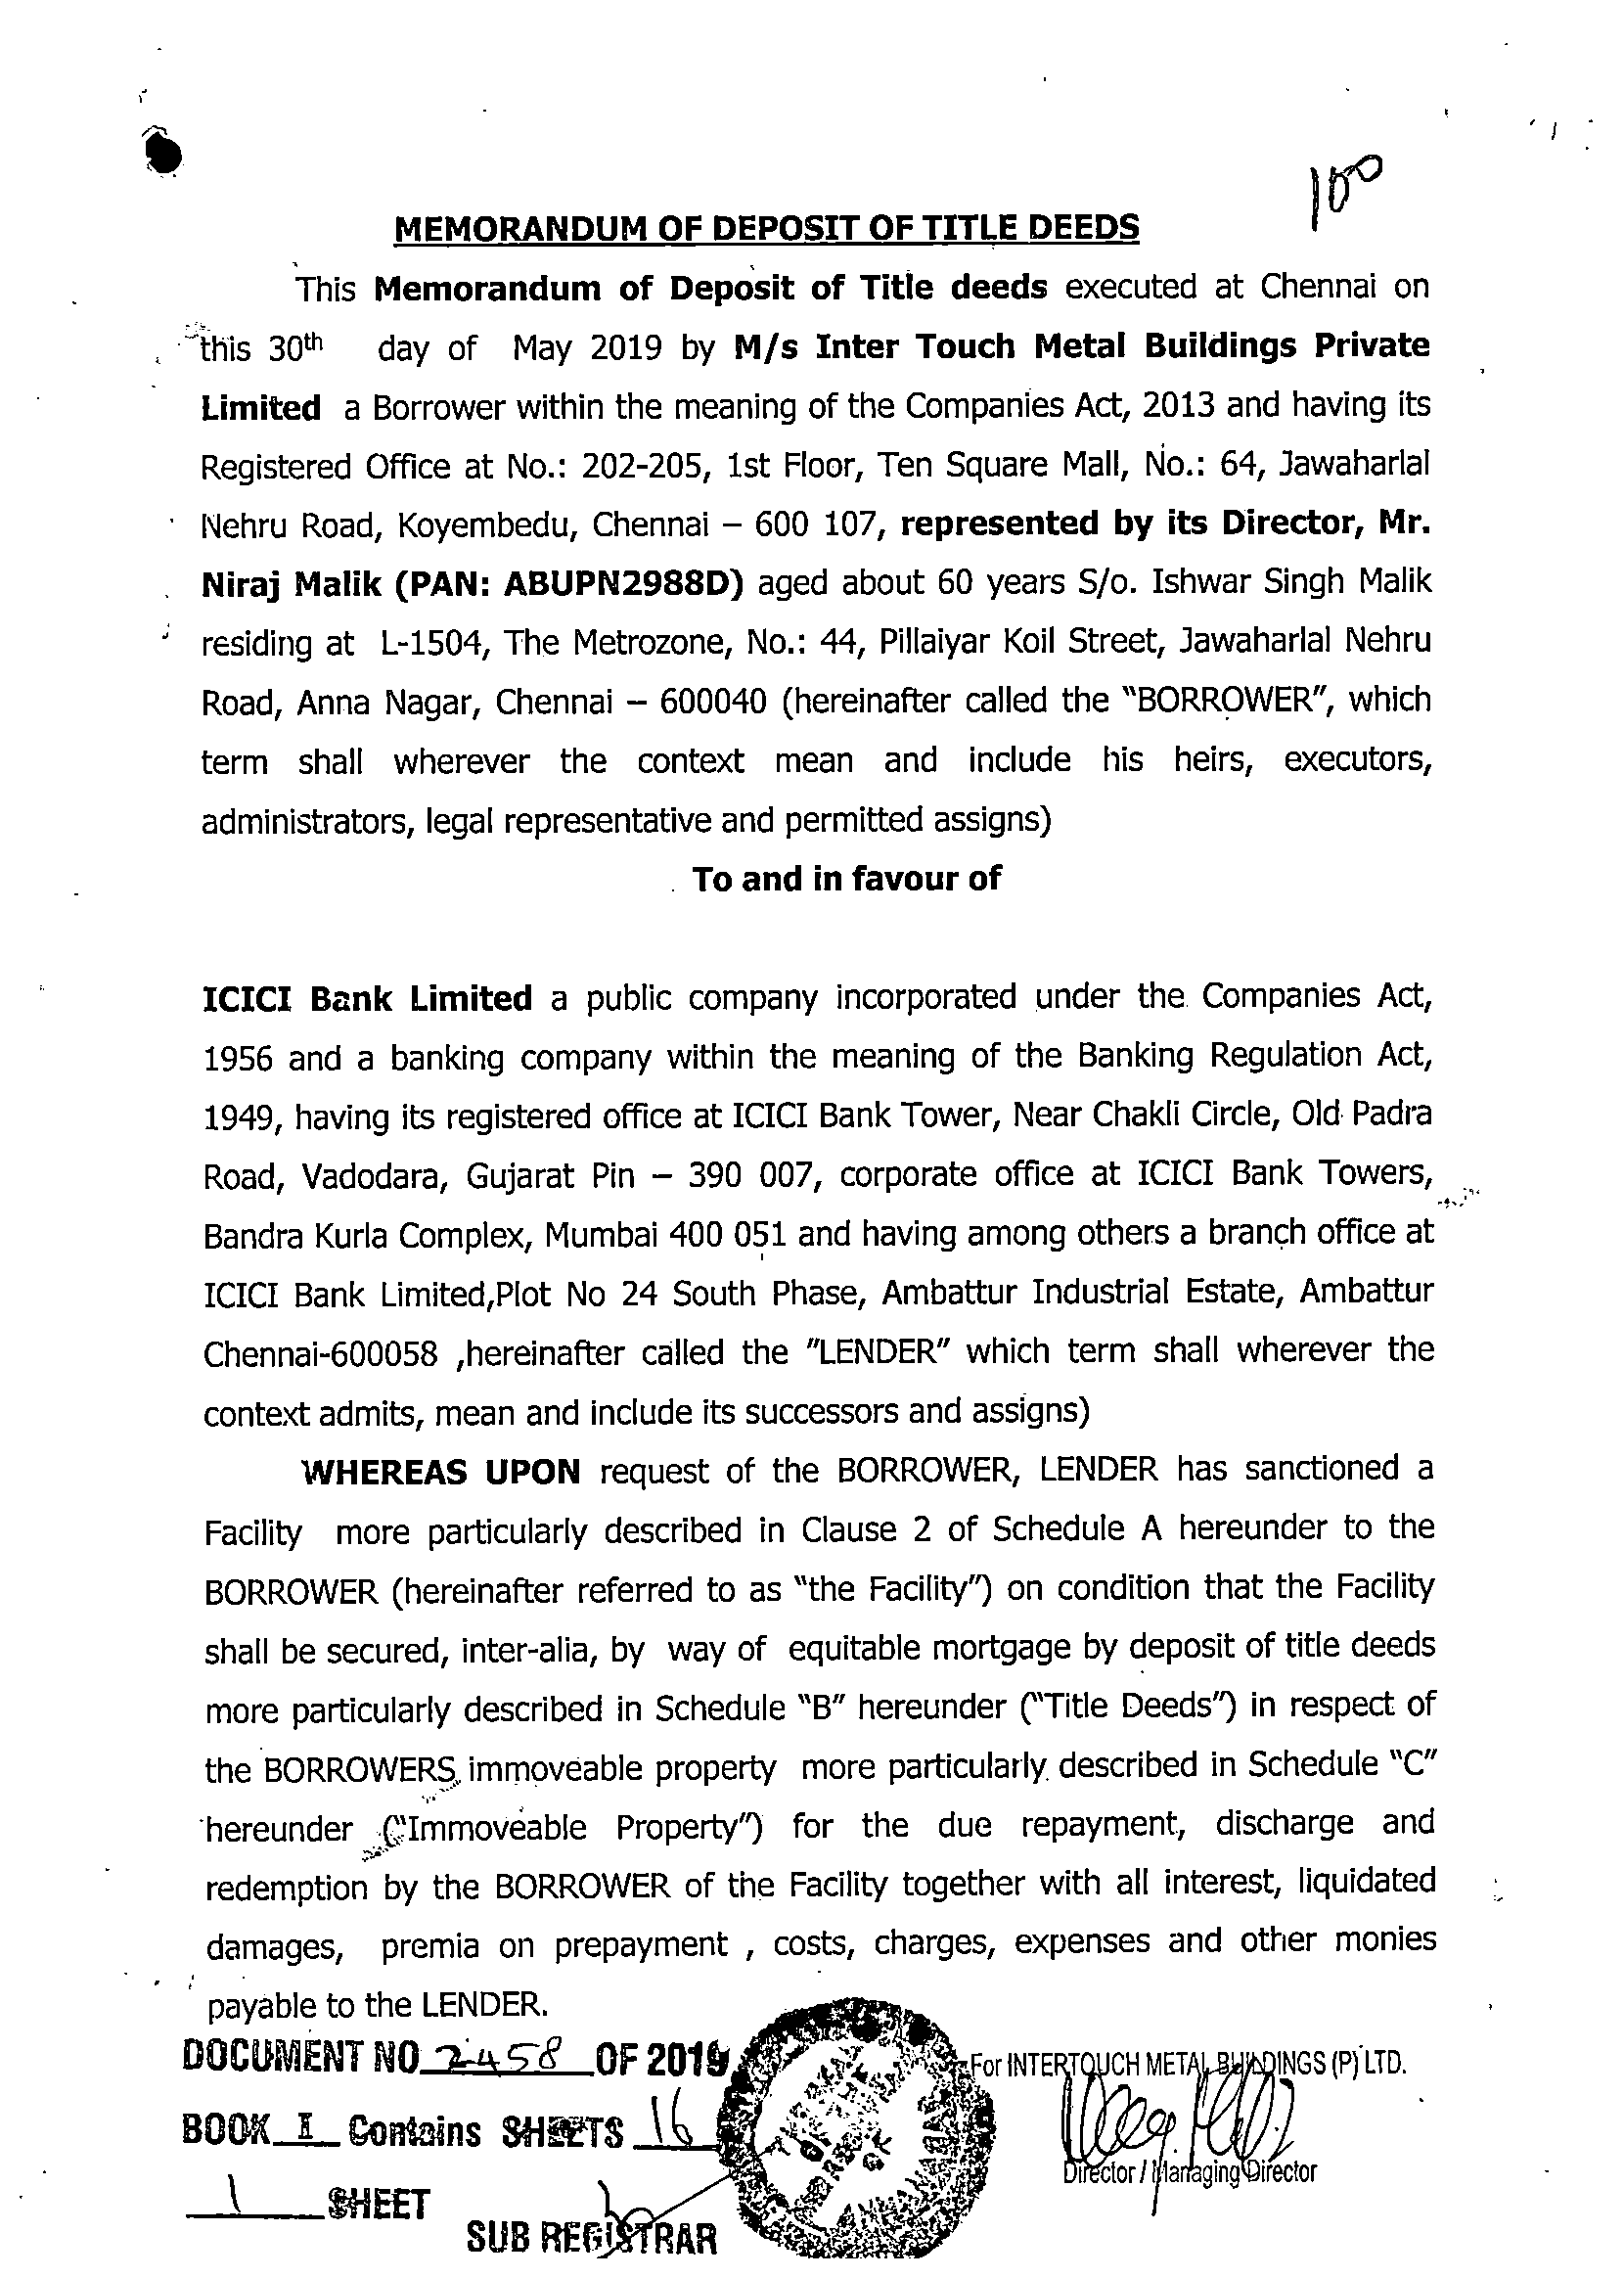 100
MEMORANDUM OF DEPOSIT OF TITLE DEEDS
This Memorandum of Deposit of Title deeds executed at Chennai on
this 30th day of May 2019 by M/s Inter Touch Metal Buildings Private
Limited a Borrower within the meaning of the Companies Act, 2013 and having its
Registered Office at No.: 202-205, 1st Floor, Ten Square Mall, No.: 64, Jawaharlal
Nehru Road, Koyembedu, Chennai – 600 107, represented by its Director, Mr.
Niraj Malik (PAN: ABUPN2988D) aged about 60 years S/o. Ishwar Singh Malik
residing at L-1504, The Metrozone, No.: 44, Pillaiyar Koil Street, Jawaharlal Nehru
Road, Anna Nagar, Chennai – 600040 (hereinafter called the "BORROWER", which
term shall wherever the context mean and include his heirs, executors,
administrators, legal representative and permitted assigns)
To and in favour of
ICICI Bank Limited a public company incorporated under the Companies Act,
1956 and a banking company within the meaning of the Banking Regulation Act,
1949, having its registered office at ICICI Bank Tower, Near Chakli Circle, Old Padra
Road, Vadodara, Gujarat Pin – 390 007, corporate office at ICICI Bank Towers,
Bandra Kurla Complex, Mumbai 400 051 and having among others a branch office at
ICICI Bank Limited,Plot No 24 South Phase, Ambattur Industrial Estate, Ambattur
Chennai-600058 ,hereinafter called the "LENDER" which term shall wherever the
context admits, mean and include its successors and assigns)
WHEREAS UPON request of the BORROWER, LENDER has sanctioned a
Facility more particularly described in Clause 2 of Schedule A hereunder to the
BORROWER (hereinafter referred to as "the Facility") on condition that the Facility
shall be secured, inter-alia, by way of equitable mortgage by deposit of title deeds
more particularly described in Schedule "B" hereunder ("Title Deeds") in respect of
the BORROWERS immoveable property more particularly described in Schedule "C"
hereunder ("Immoveable Property") for the due repayment, discharge and
redemption by the BORROWER of the Facility together with all interest, liquidated
damages, premia on prepayment , costs, charges, expenses and other monies
payable to the LENDER.
DOCUMENT NO 2458 OF 2019
For INTERTOUCH METAL BUILDINGS (P) LTD.
BOOK I Contains SHEETS 16
Director / Managing Director
1 SHEET
SUB REGISTRAR